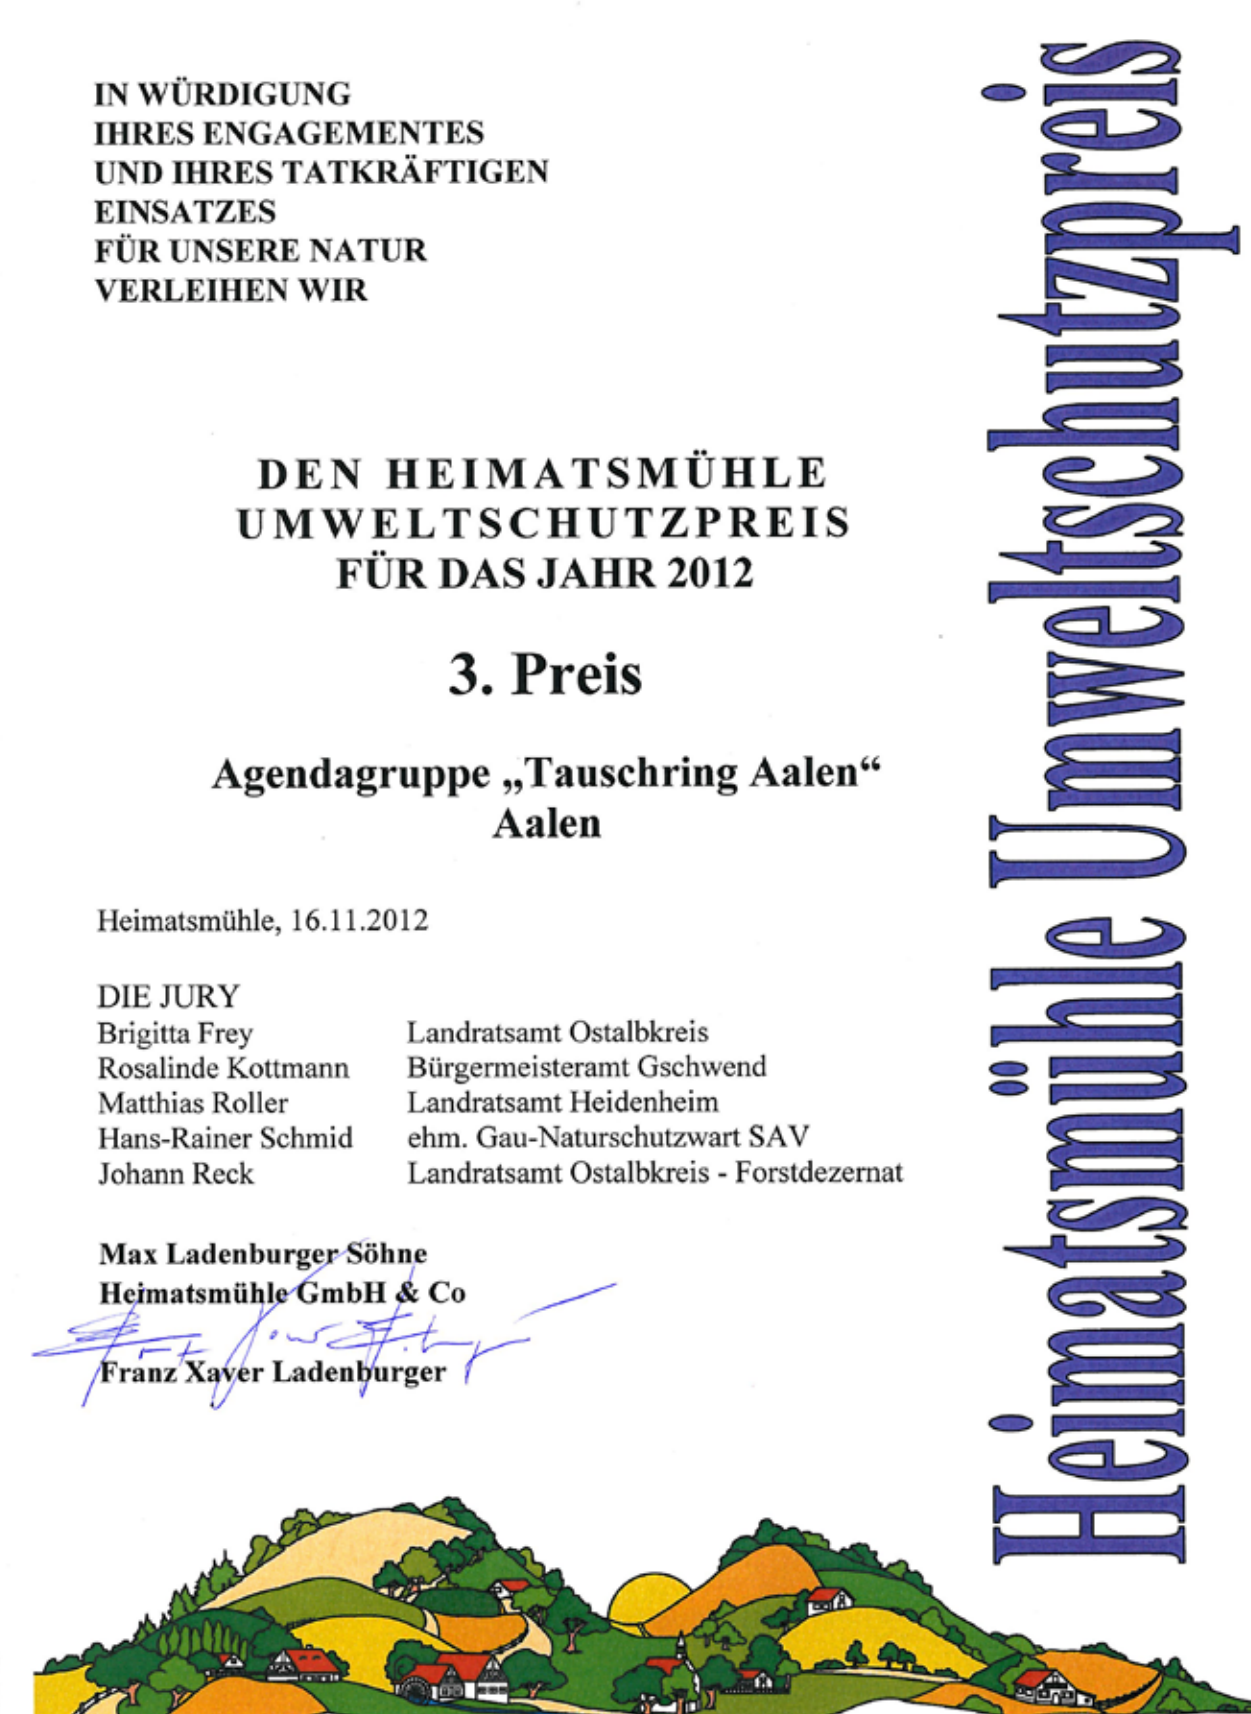 IN WÜRDIGUNG
IHRES ENGAGEMENTES
UND IHRES TATKRÄFTIGEN
EINSATZES
FÜR UNSERE NATUR
VERLEIHEN WIR
DEN HEIMATSMÜHLE
UMWELTSCHUTZPREIS
FÜR DAS JAHR 2012
3. Preis
Agendagruppe „Tauschring Aalen“
Aalen
Heimatsmühle, 16.11.2012
DIE JURY
Brigitta Frey Landratsamt Ostalbkreis
Rosalinde Kottmann Bürgermeisteramt Gschwend
Matthias Roller Landratsamt Heidenheim
Hans-Rainer Schmid ehm. Gau-Naturschutzwart SAV
Johann Reck Landratsamt Ostalbkreis - Forstdezernat
Max Ladenburger Söhne
Heimatsmühle GmbH & Co
Franz Xaver Ladenburger
Heimatsmühle Umweltschutzpreis